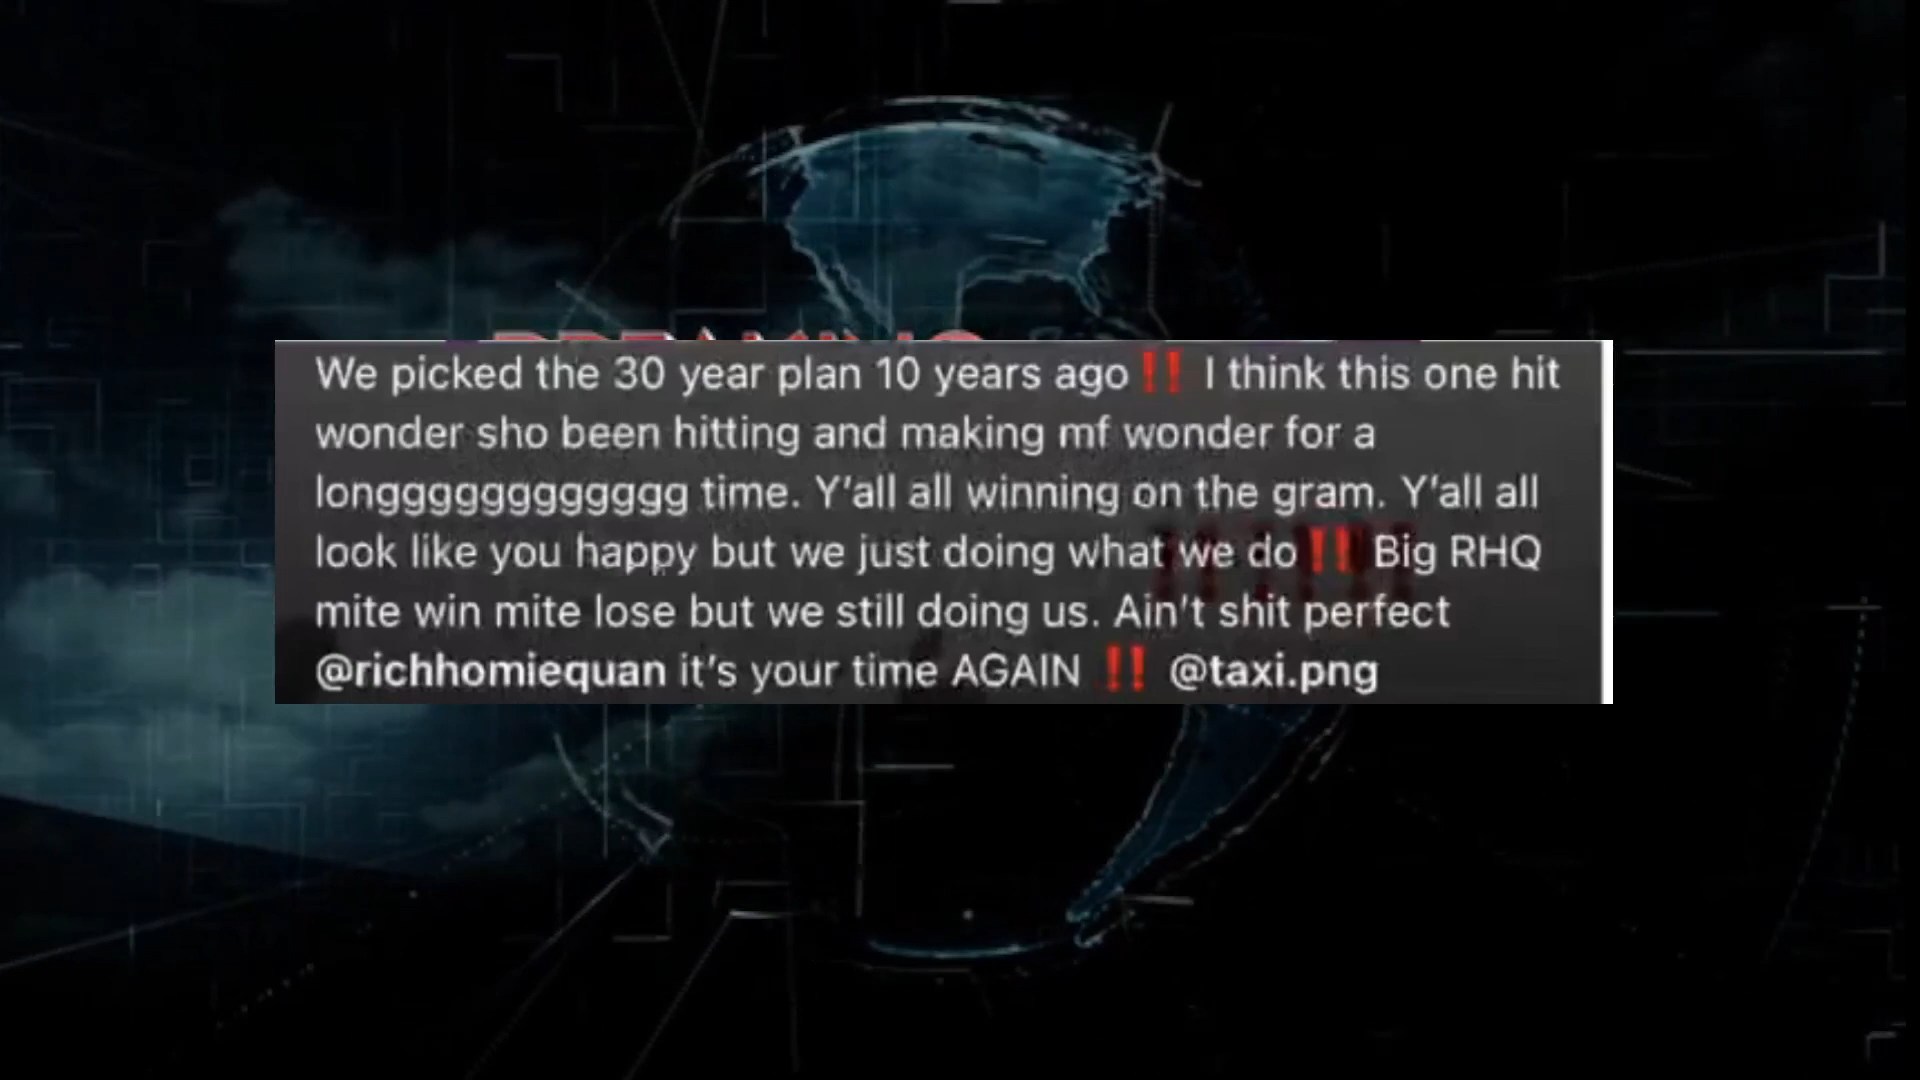 We picked the 30 year plan 10 years ago‼️ I think this one hit
wonder sho been hitting and making mf wonder for a
longgggggggggggg time. Y'all all winning on the gram. Y'all all
look like you happy but we just doing what we do‼️ Big RHQ
mite win mite lose but we still doing us. Ain't shit perfect
@richhomiequan it's your time AGAIN ‼️ @taxi.png